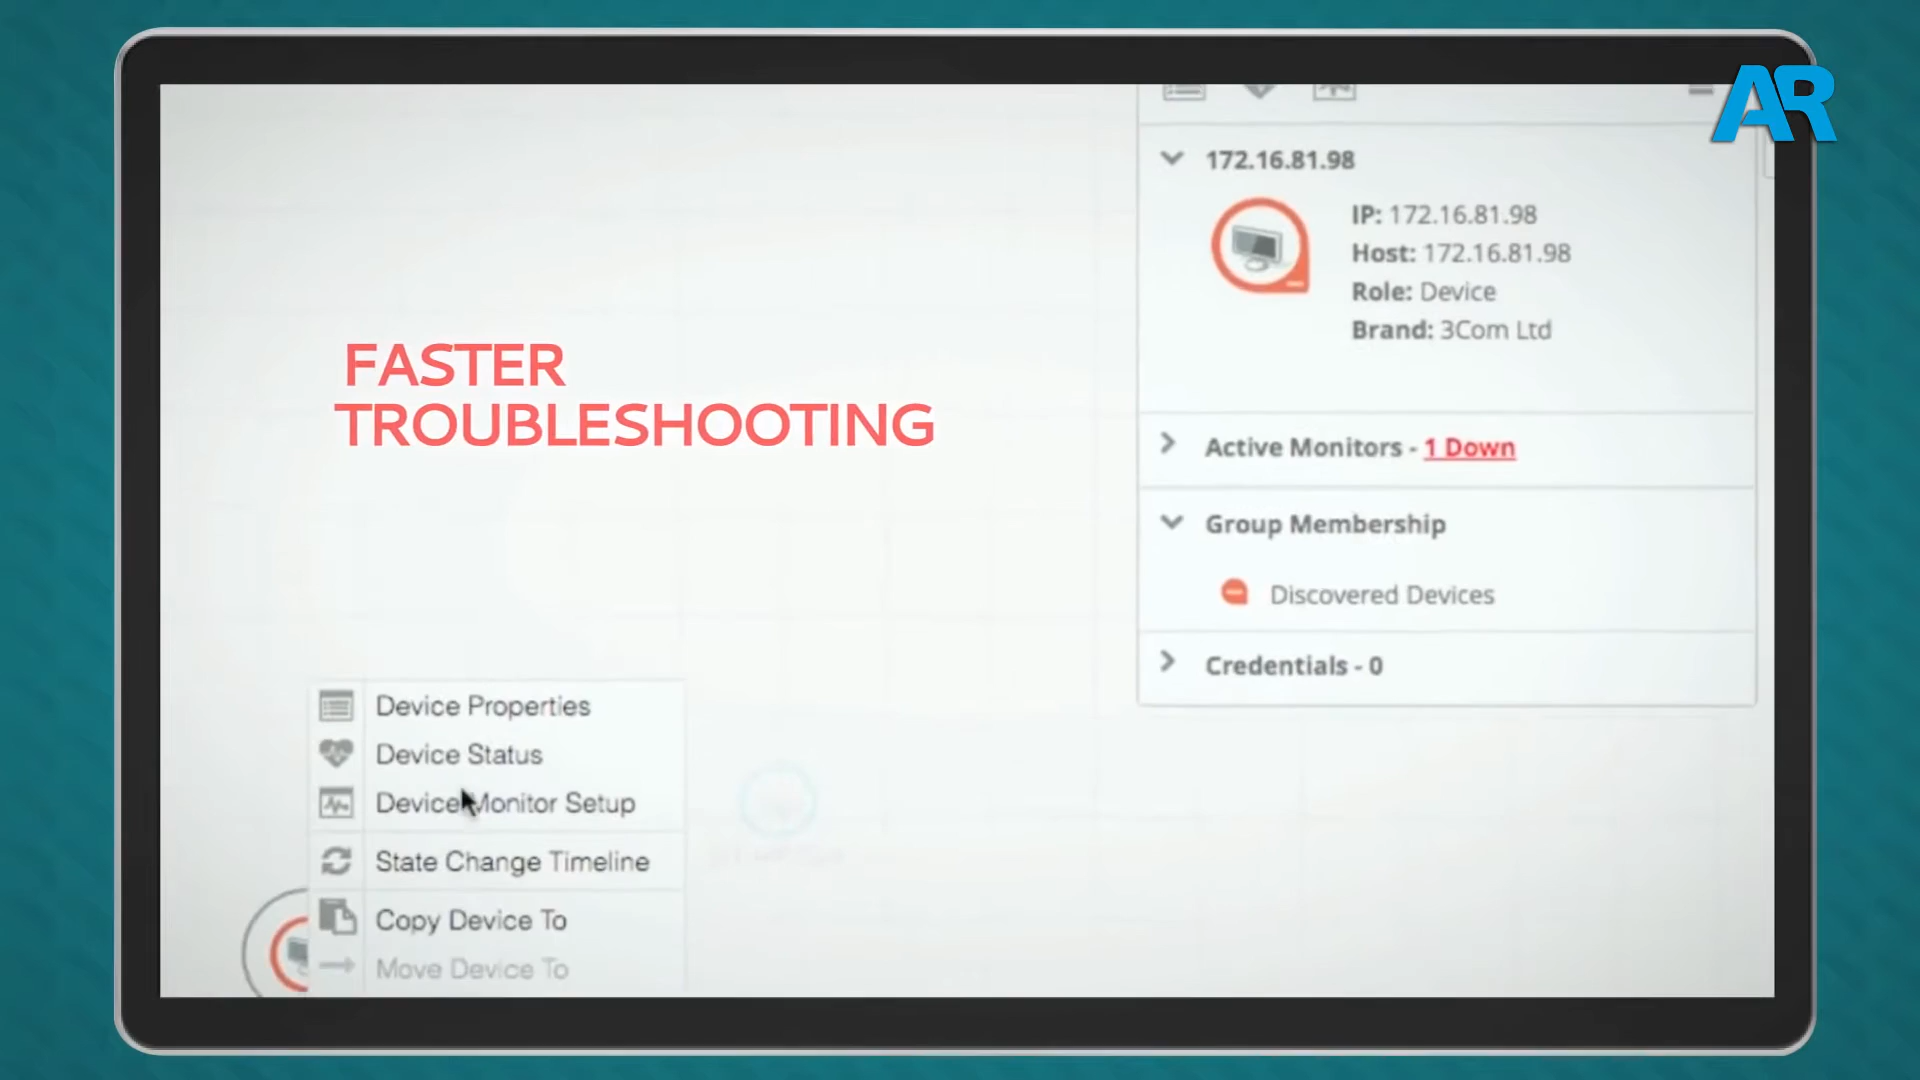 AR
172.16.81.98
IP: 172.16.81.98
Host: 172.16.81.98
Role: Device
Brand: 3Com Ltd
FASTER
TROUBLESHOOTING
Active Monitors - 1 Down
Group Membership
Discovered Devices
Credentials - 0
Device Properties
Device Status
Device Monitor Setup
State Change Timeline
Copy Device To
Move Device To